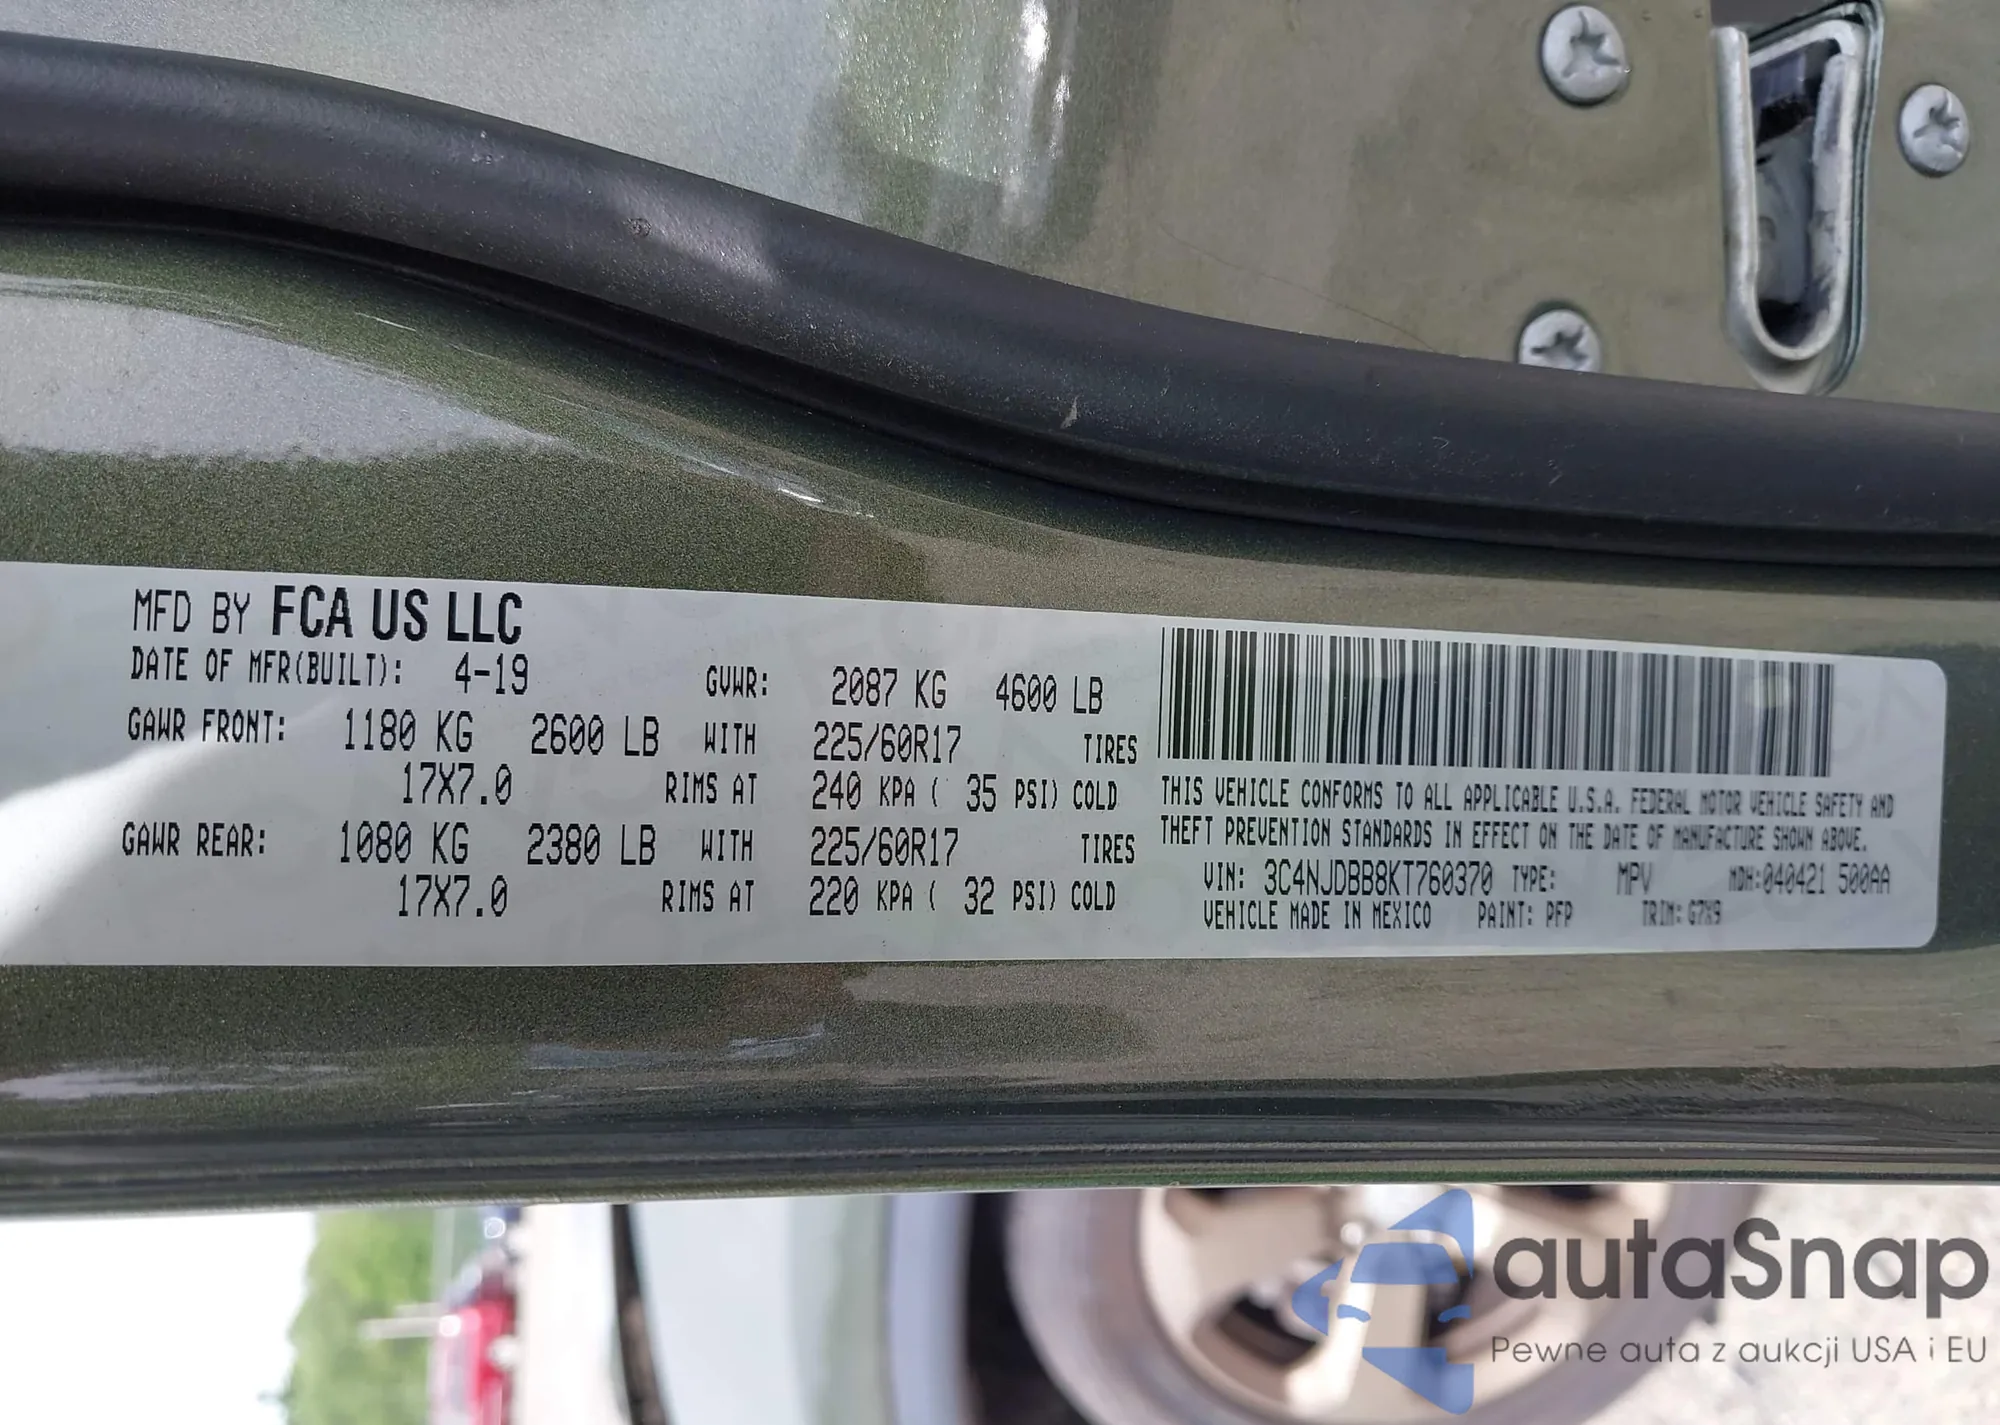 MFD BY FCA US LLC
DATE OF MFR(BUILT): 4-19 GVWR: 2087 KG 4600 LB
GAWR FRONT: 1180 KG 2600 LB WITH 225/60R17 TIRES
17X7.0 RIMS AT 240 KPA ( 35 PSI) COLD
GAWR REAR: 1080 KG 2380 LB WITH 225/60R17 TIRES
17X7.0 RIMS AT 220 KPA ( 32 PSI) COLD
THIS VEHICLE CONFORMS TO ALL APPLICABLE U.S.A. FEDERAL MOTOR VEHICLE SAFETY AND
THEFT PREVENTION STANDARDS IN EFFECT ON THE DATE OF MANUFACTURE SHOWN ABOVE.
VIN: 3C4NJDBB8KT760370 TYPE: MPV MDH:040421 500AA
VEHICLE MADE IN MEXICO PAINT: PFP TRIM: G7X9
autaSnap
Pewne auta z aukcji USA i EU